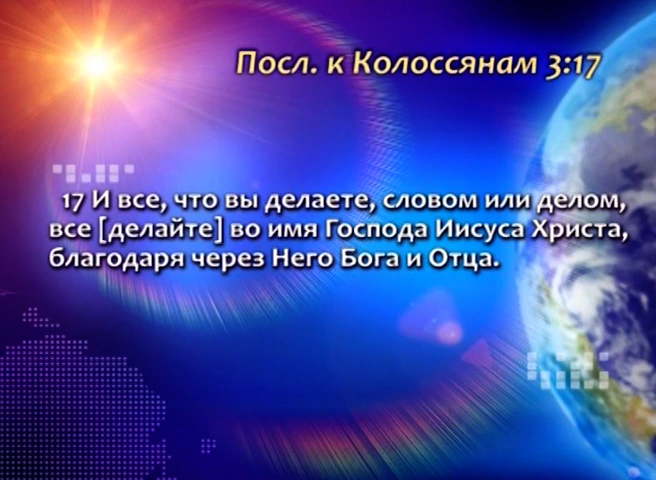 Посл. к Колоссянам 3:17
17 И все, что вы делаете, словом или делом,
все [делайте] во имя Господа Иисуса Христа,
благодаря через Него Бога и Отца.